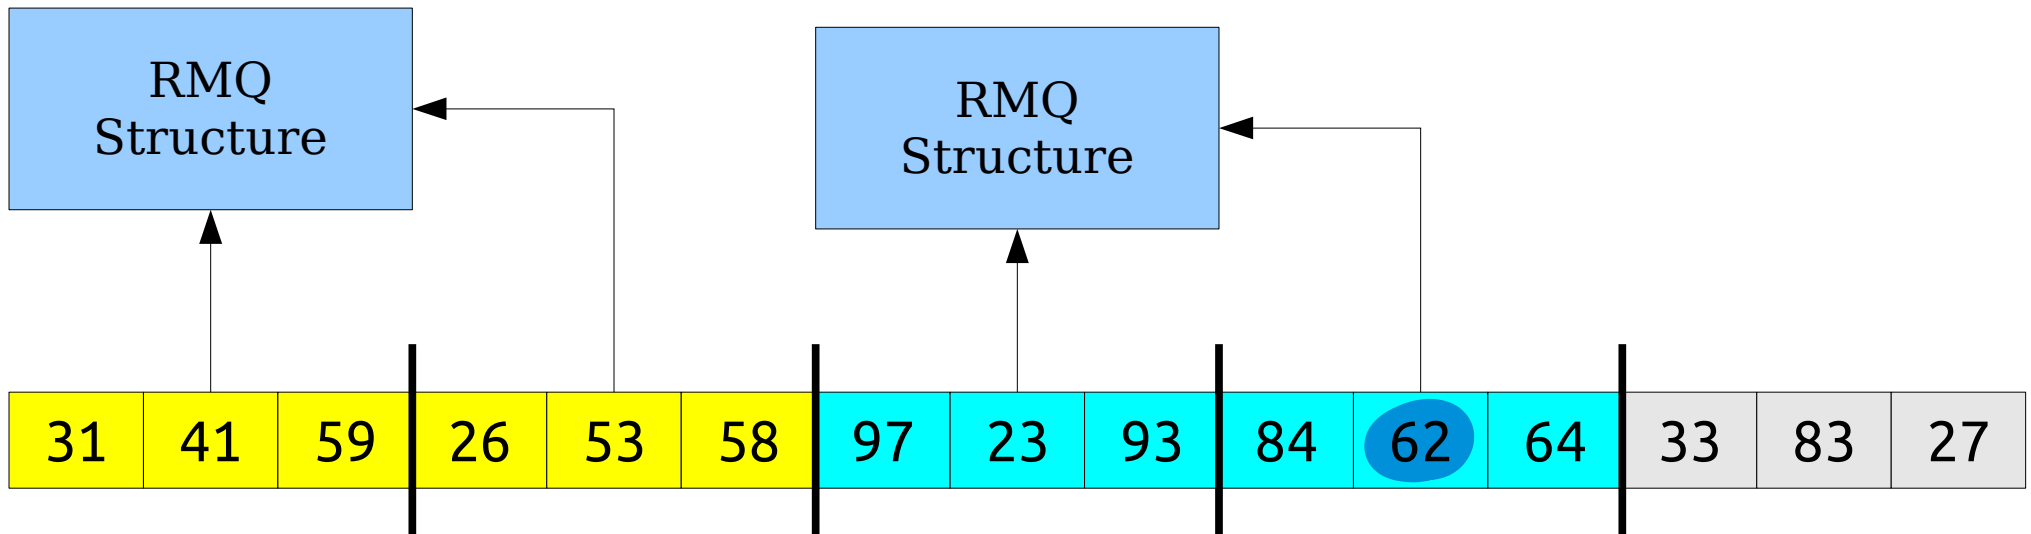 RMQ
Structure
RMQ
Structure
31 41 59 26 53 58 97 23 93 84 62 64 33 83 27